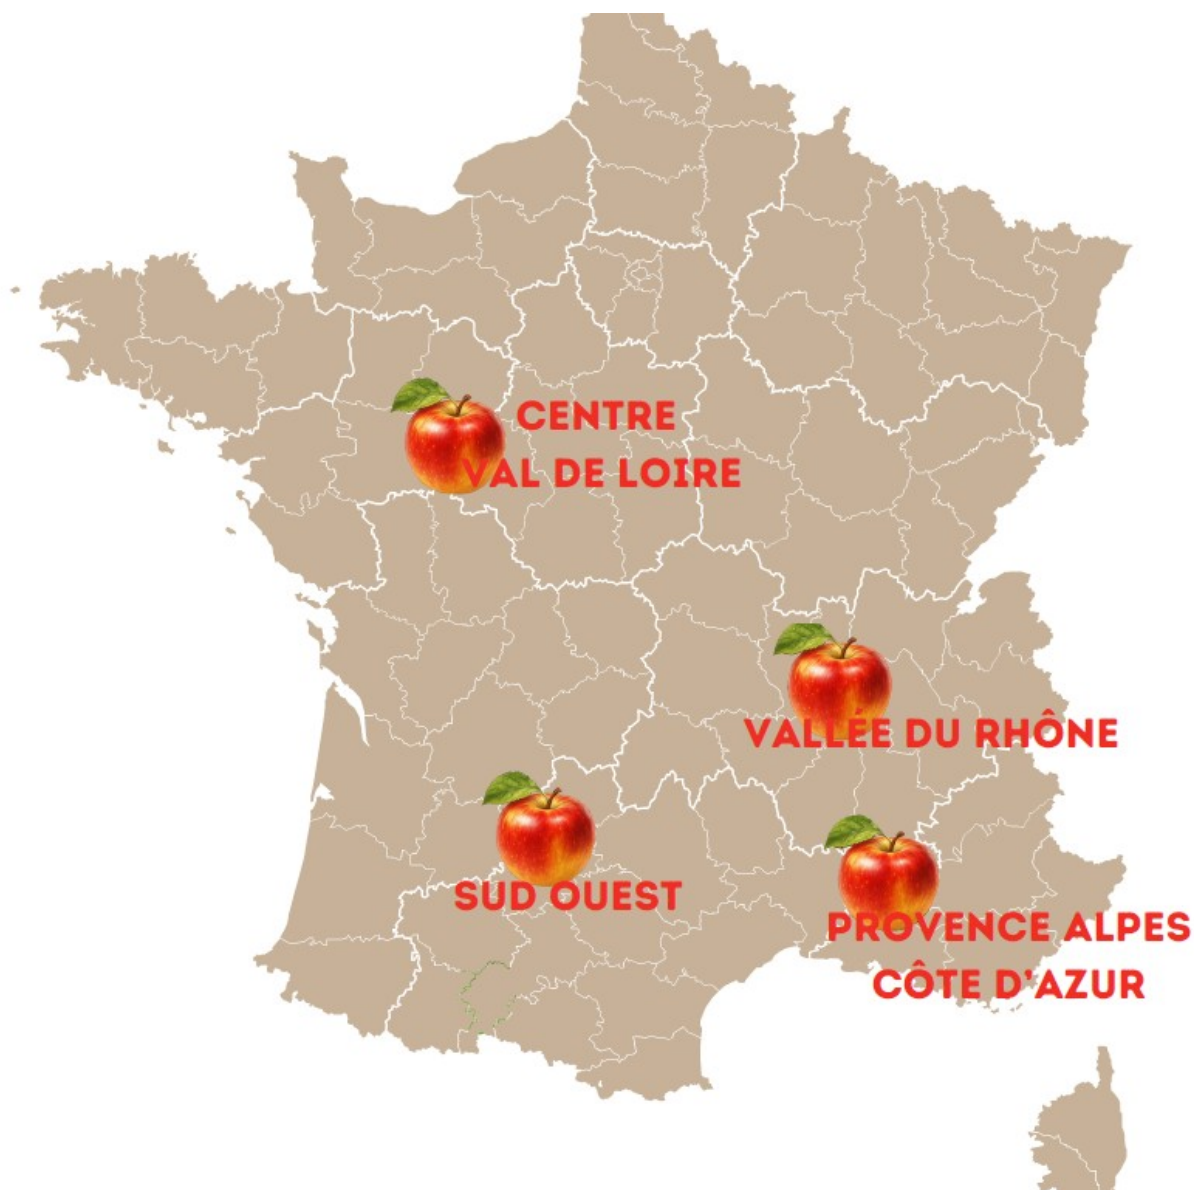 CENTRE
VAL DE LOIRE
VALLÉE DU RHÔNE
SUD OUEST
PROVENCE ALPES
CÔTE D'AZUR